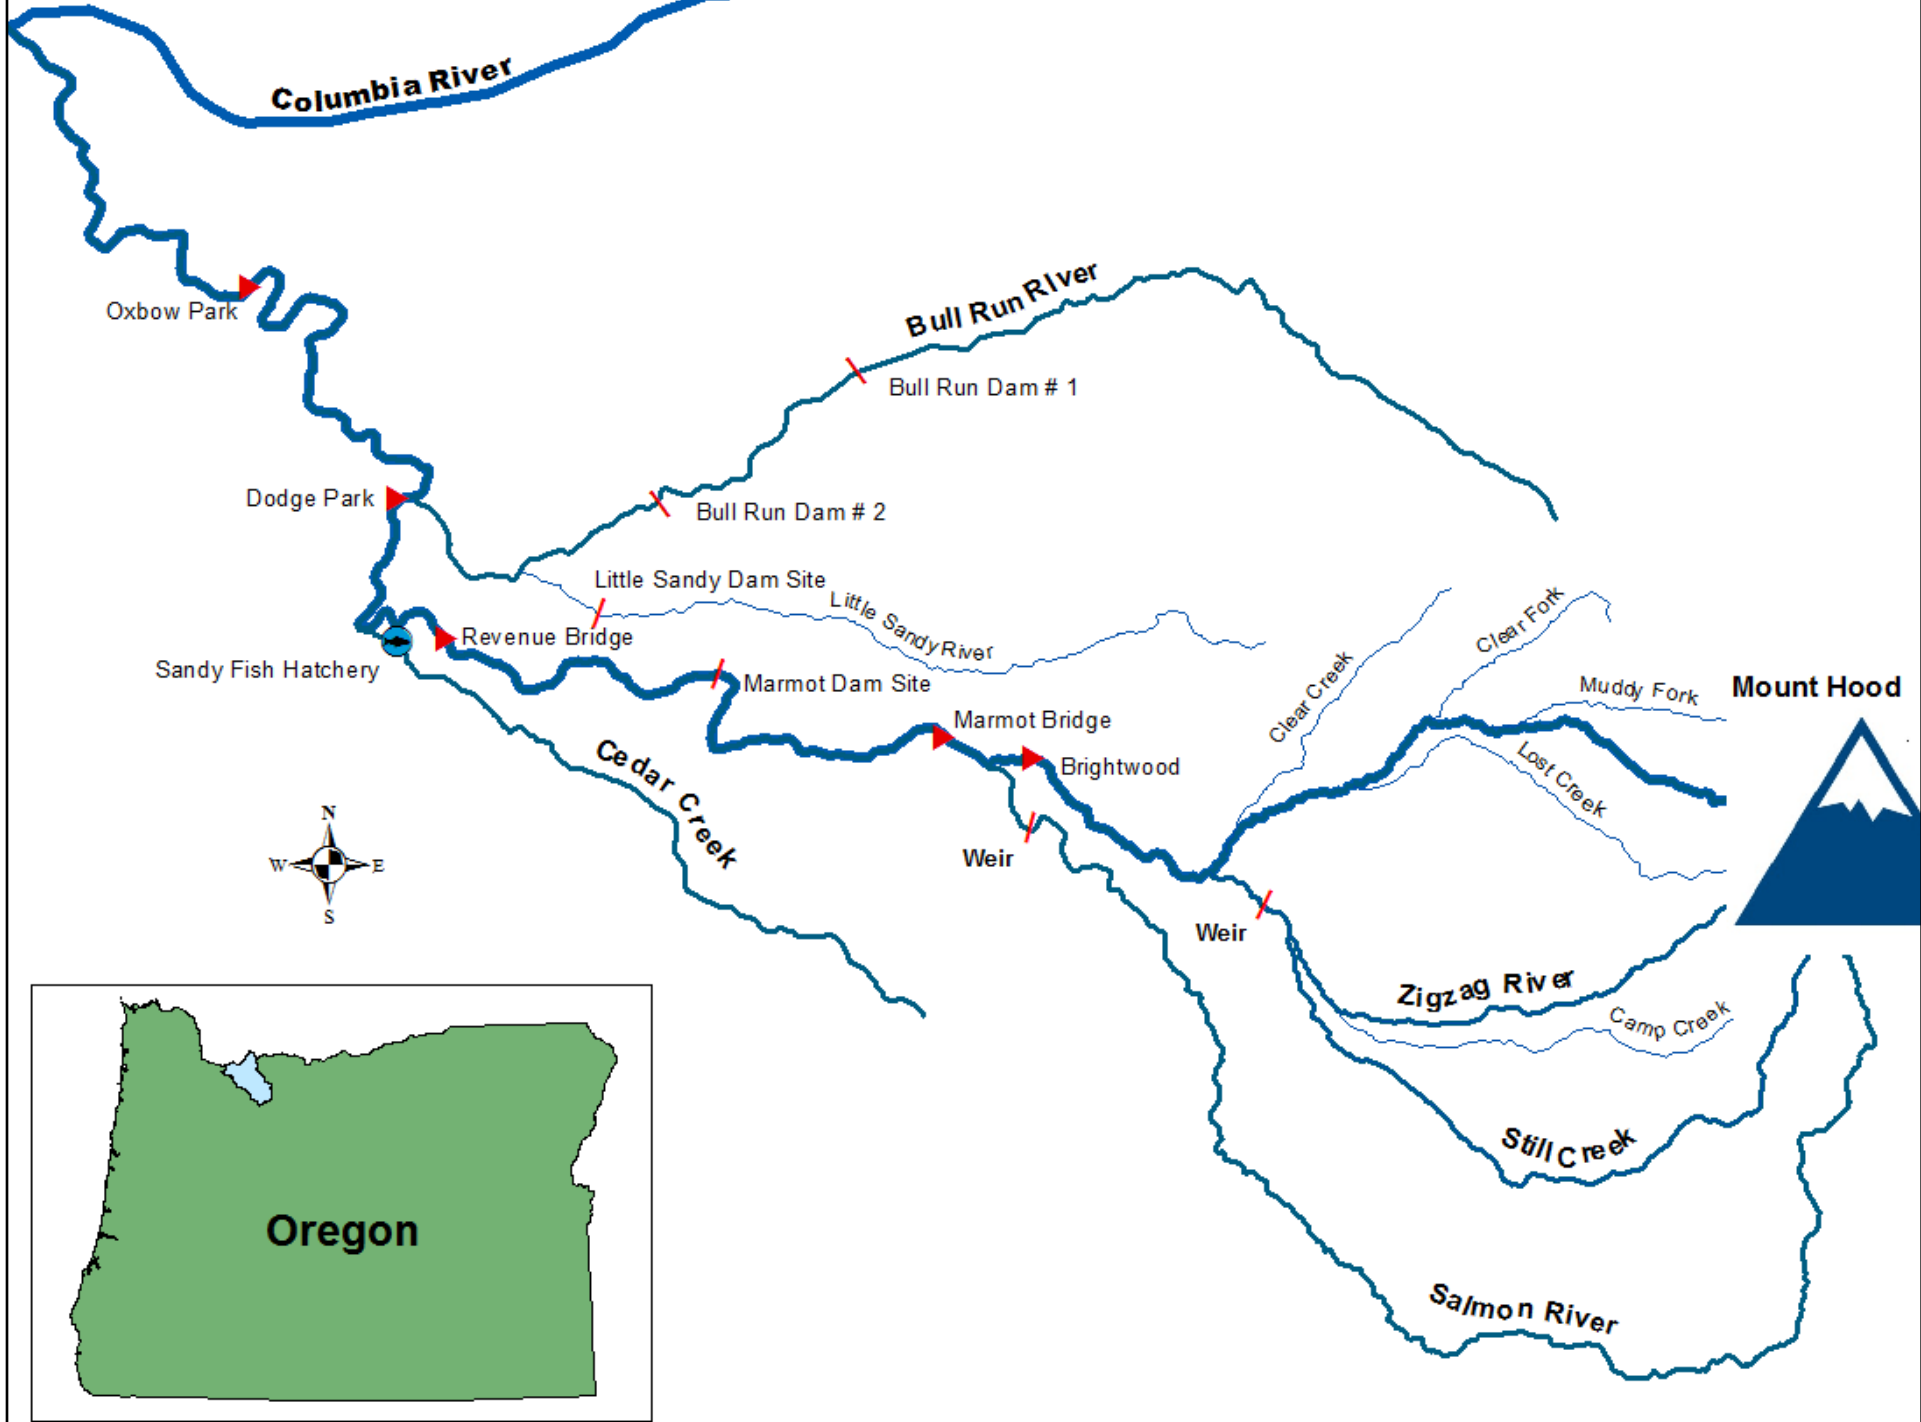 Columbia River
Bull Run RIver
Oxbow Park
Bull Run Dam # 1
Dodge Park
Bull Run Dam # 2
Little Sandy Dam Site
Little Sandy River
Clear Fork
Revenue Bridge
Sandy Fish Hatchery
Clear Creek
Marmot Dam Site
Muddy Fork
Mount Hood
Marmot Bridge
Brightwood
Lost Creek
Cedar Creek
N
W
E
S
Weir
Weir
Zigzag River
Camp Creek
Still Creek
Oregon
Salmon River